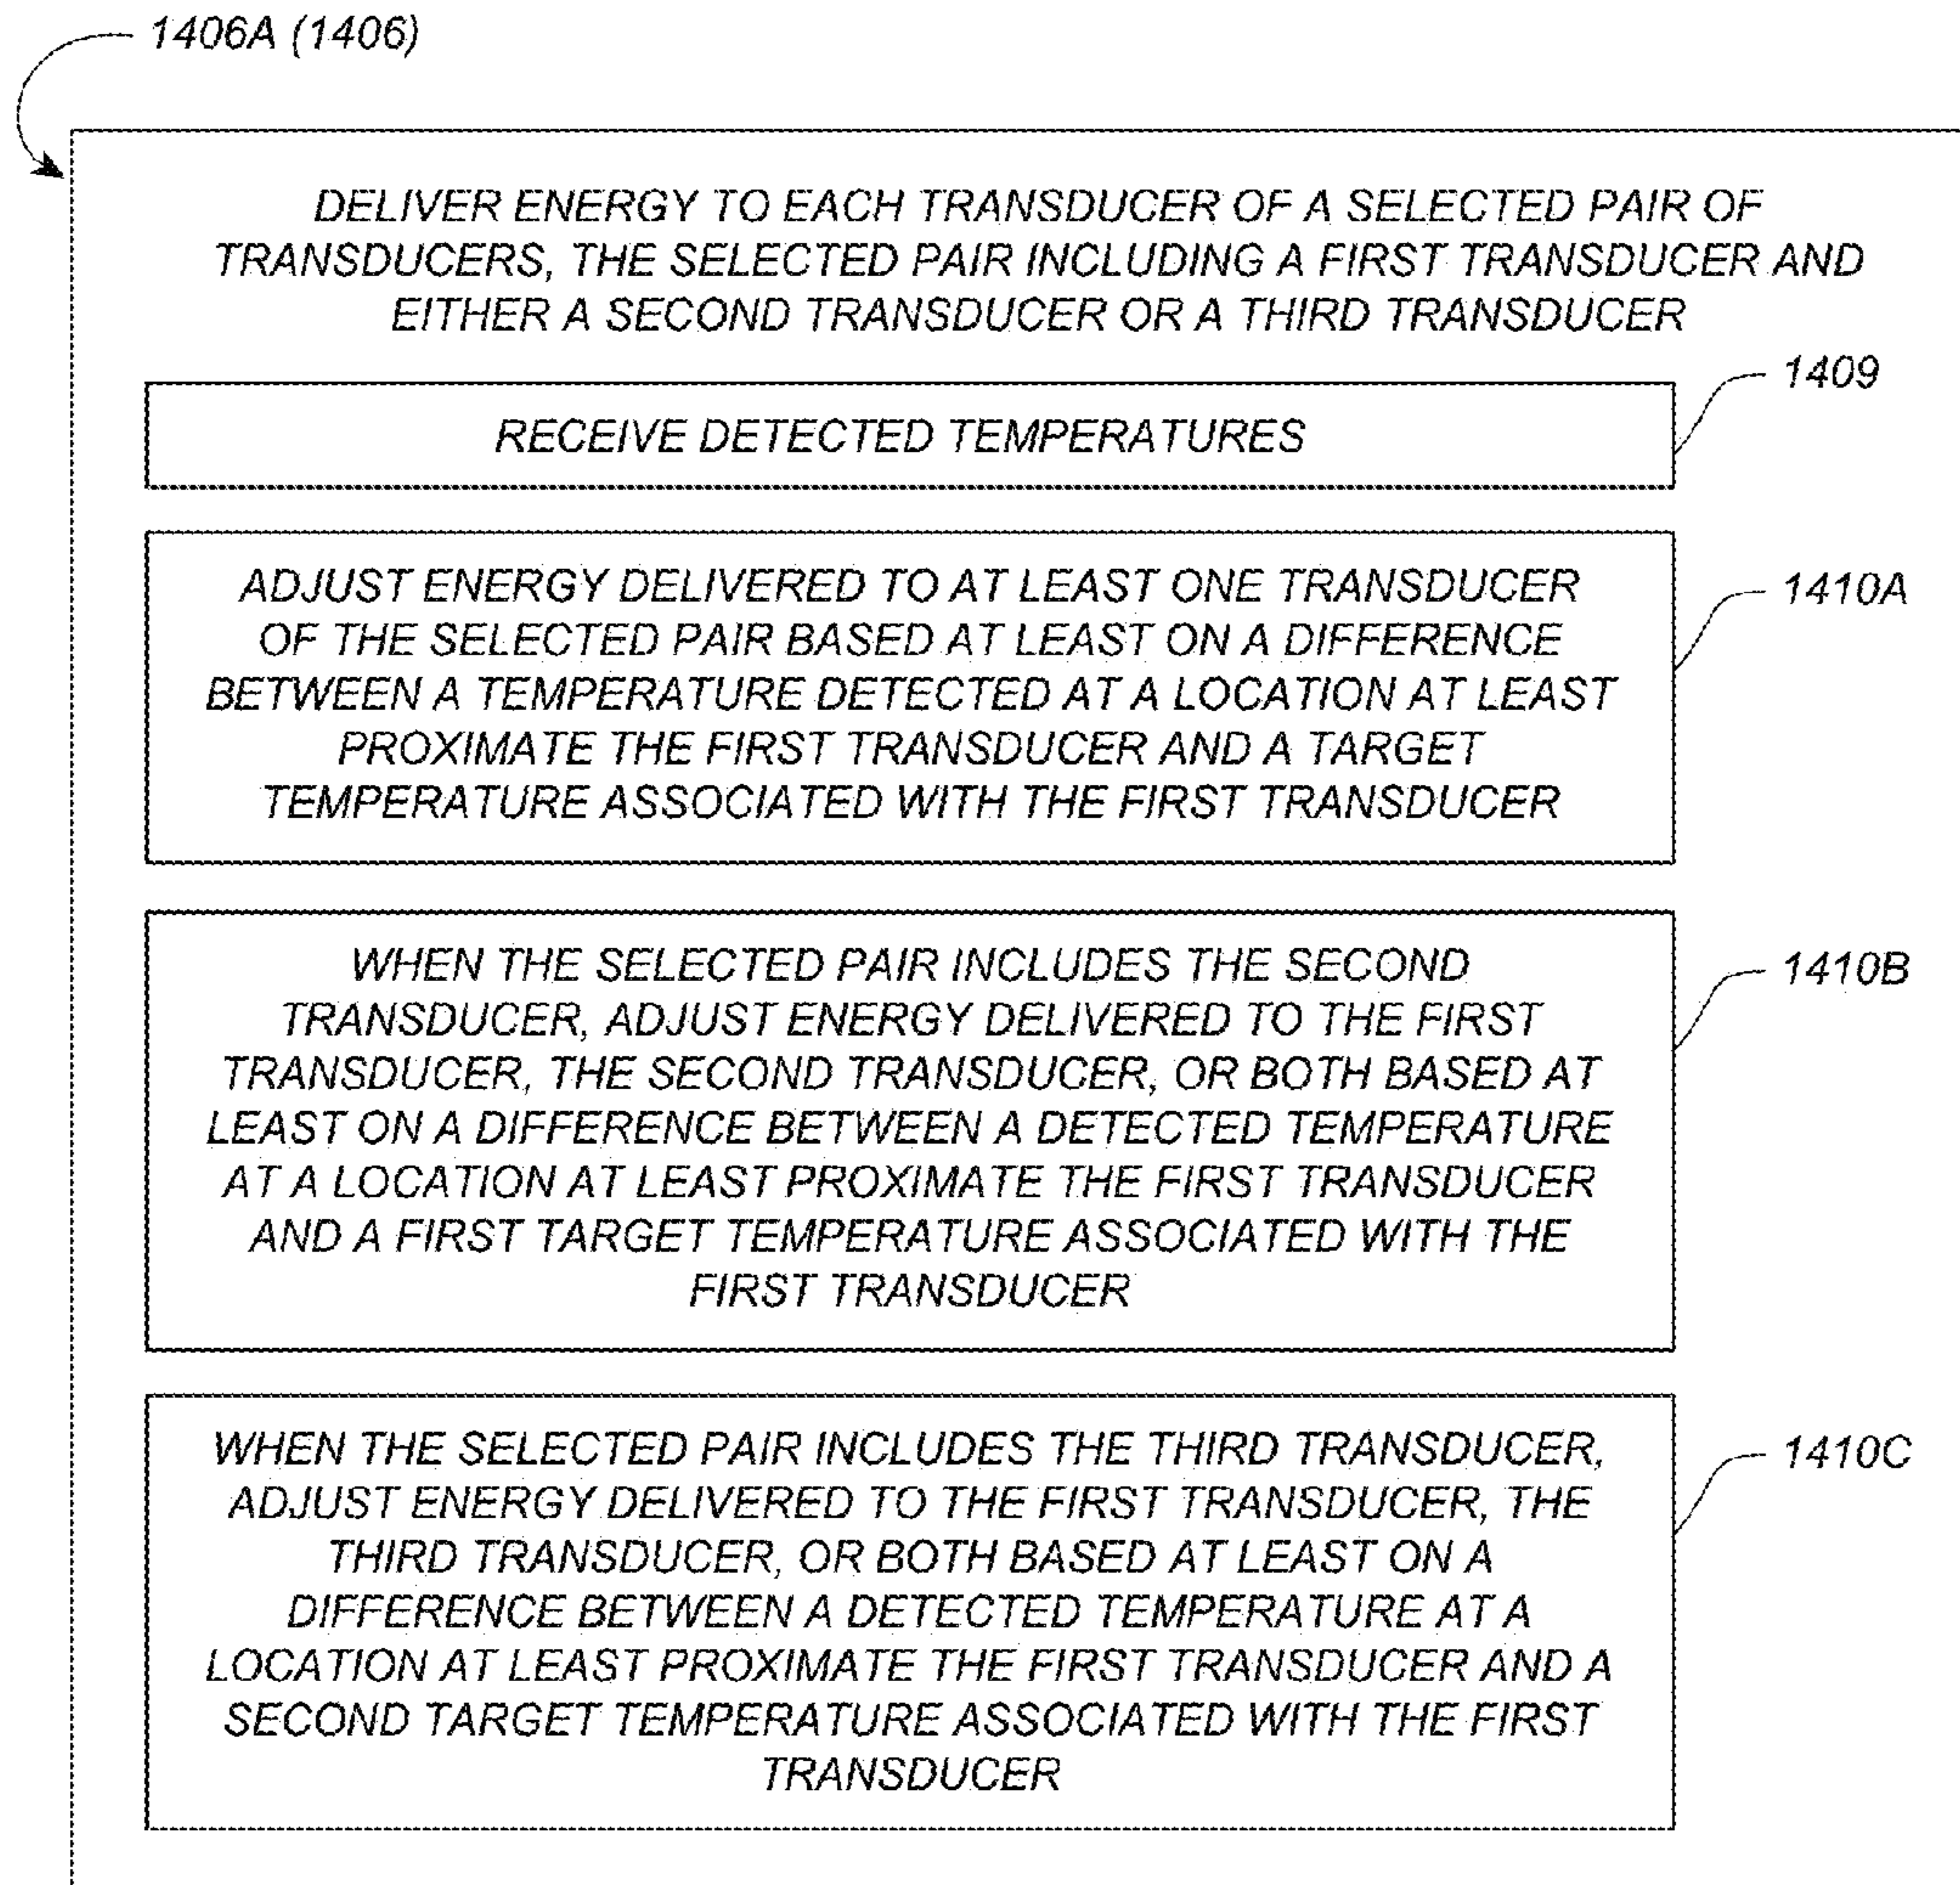 1406A (1406)
DELIVER ENERGY TO EACH TRANSDUCER OF A SELECTED PAIR OF
TRANSDUCERS, THE SELECTED PAIR INCLUDING A FIRST TRANSDUCER AND
EITHER A SECOND TRANSDUCER OR A THIRD TRANSDUCER
1409
RECEIVE DETECTED TEMPERATURES
1410A
ADJUST ENERGY DELIVERED TO AT LEAST ONE TRANSDUCER
OF THE SELECTED PAIR BASED AT LEAST ON A DIFFERENCE
BETWEEN A TEMPERATURE DETECTED AT A LOCATION AT LEAST
PROXIMATE THE FIRST TRANSDUCER AND A TARGET
TEMPERATURE ASSOCIATED WITH THE FIRST TRANSDUCER
1410B
WHEN THE SELECTED PAIR INCLUDES THE SECOND
TRANSDUCER, ADJUST ENERGY DELIVERED TO THE FIRST
TRANSDUCER, THE SECOND TRANSDUCER, OR BOTH BASED AT
LEAST ON A DIFFERENCE BETWEEN A DETECTED TEMPERATURE
AT A LOCATION AT LEAST PROXIMATE THE FIRST TRANSDUCER
AND A FIRST TARGET TEMPERATURE ASSOCIATED WITH THE
FIRST TRANSDUCER
1410C
WHEN THE SELECTED PAIR INCLUDES THE THIRD TRANSDUCER,
ADJUST ENERGY DELIVERED TO THE FIRST TRANSDUCER, THE
THIRD TRANSDUCER, OR BOTH BASED AT LEAST ON A
DIFFERENCE BETWEEN A DETECTED TEMPERATURE AT A
LOCATION AT LEAST PROXIMATE THE FIRST TRANSDUCER AND A
SECOND TARGET TEMPERATURE ASSOCIATED WITH THE FIRST
TRANSDUCER